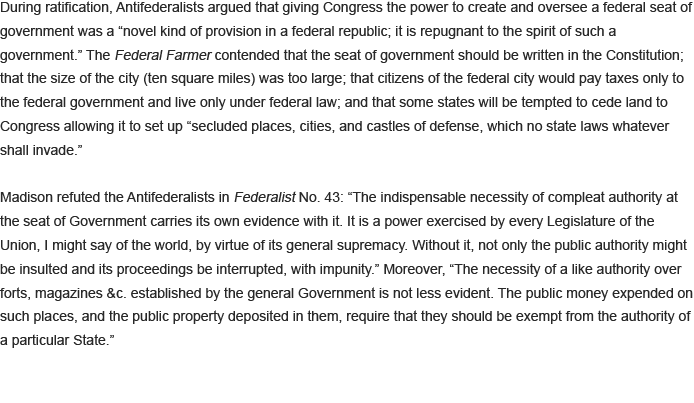 During ratification, Antifederalists argued that giving Congress the power to create and oversee a federal seat of
government was a “novel kind of provision in a federal republic; it is repugnant to the spirit of such a
government.” The Federal Farmer contended that the seat of government should be written in the Constitution;
that the size of the city (ten square miles) was too large; that citizens of the federal city would pay taxes only to
the federal government and live only under federal law; and that some states will be tempted to cede land to
Congress allowing it to set up “secluded places, cities, and castles of defense, which no state laws whatever
shall invade.”
Madison refuted the Antifederalists in Federalist No. 43: “The indispensable necessity of compleat authority at
the seat of Government carries its own evidence with it. It is a power exercised by every Legislature of the
Union, I might say of the world, by virtue of its general supremacy. Without it, not only the public authority might
be insulted and its proceedings be interrupted, with impunity.” Moreover, “The necessity of a like authority over
forts, magazines &c. established by the general Government is not less evident. The public money expended on
such places, and the public property deposited in them, require that they should be exempt from the authority of
a particular State.”